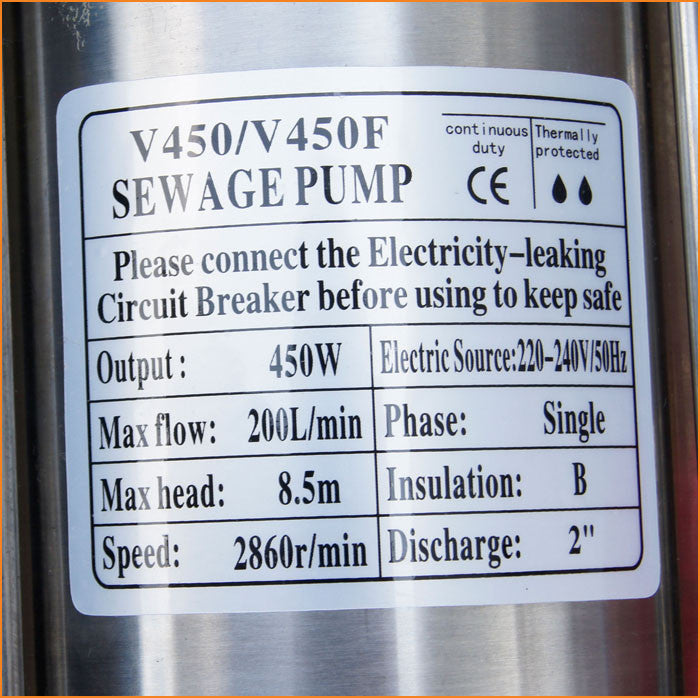 V450/V450F
SEWAGE PUMP
continuous
duty
Thermally
protected
CE
Please connect the Electricity-leaking
Circuit Breaker before using to keep safe
Output: 450W
Electric Source:220-240V/50Hz
Max flow: 200L/min
Phase: Single
Max head: 8.5m
Insulation: B
Speed: 2860r/min
Discharge: 2"